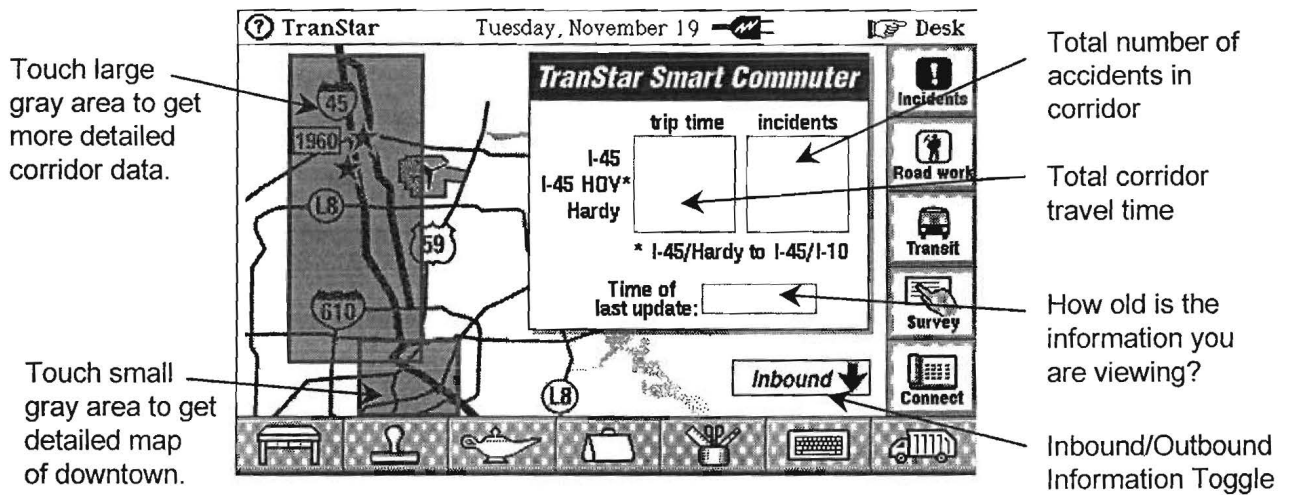 TranStar
Tuesday, November 19
Desk
Touch large
gray area to get
more detailed
corridor data.
45
1960
L8
59
610
L8
TranStar Smart Commuter
trip time incidents
I-45
I-45 HOV*
Hardy
* I-45/Hardy to I-45/I-10
Time of
last update:
Inbound
Incidents
Road work
Transit
Survey
Connect
Total number of
accidents in
corridor
Total corridor
travel time
How old is the
information you
are viewing?
Inbound/Outbound
Information Toggle
Touch small
gray area to get
detailed map
of downtown.